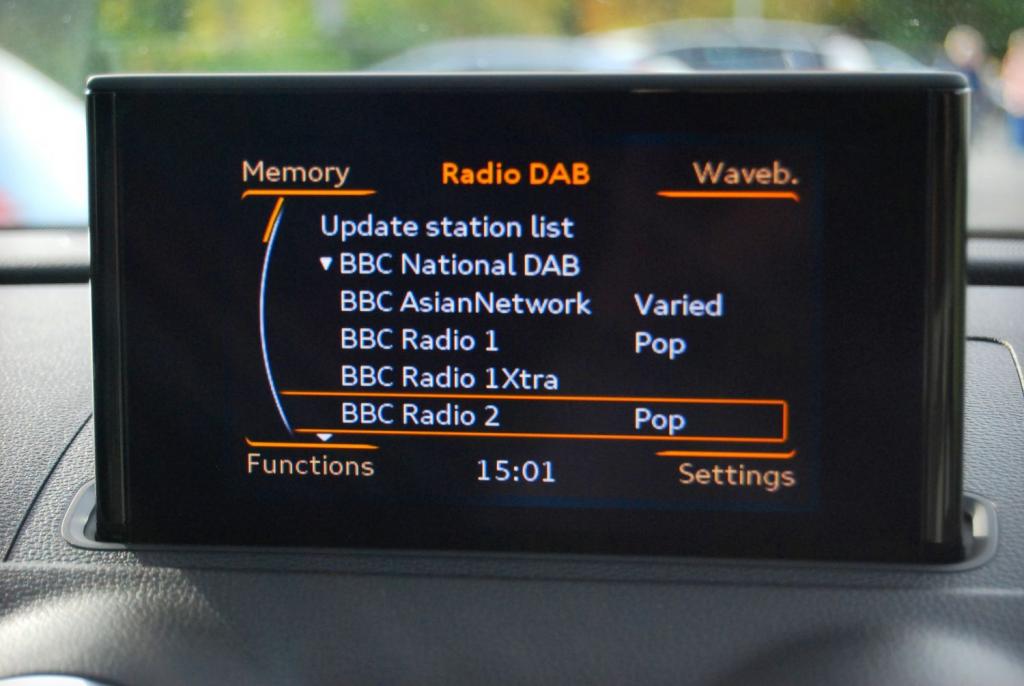 Memory Radio DAB Waveb.
Update station list
BBC National DAB
BBC AsianNetwork Varied
BBC Radio 1 Pop
BBC Radio 1Xtra
BBC Radio 2 Pop
Functions 15:01 Settings